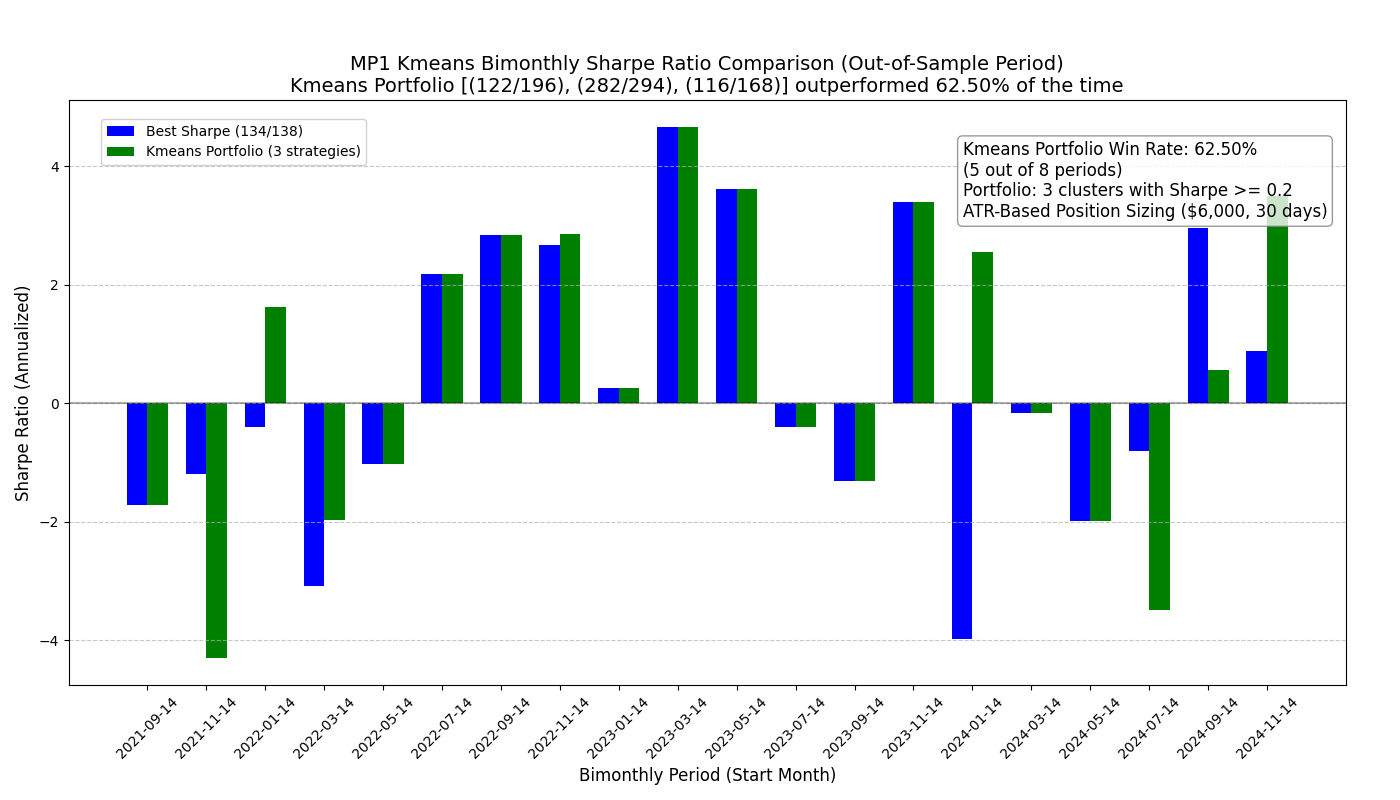 MP1 Kmeans Bimonthly Sharpe Ratio Comparison (Out-of-Sample Period)
Kmeans Portfolio [(122/196), (282/294), (116/168)] outperformed 62.50% of the time
Best Sharpe (134/138)
Kmeans Portfolio (3 strategies)
Kmeans Portfolio Win Rate: 62.50%
(5 out of 8 periods)
Portfolio: 3 clusters with Sharpe >= 0.2
ATR-Based Position Sizing ($6,000, 30 days)
Sharpe Ratio (Annualized)
4
2
0
−2
−4
2021-09-14
2021-11-14
2022-01-14
2022-03-14
2022-05-14
2022-07-14
2022-09-14
2022-11-14
2023-01-14
2023-03-14
2023-05-14
2023-07-14
2023-09-14
2023-11-14
2024-01-14
2024-03-14
2024-05-14
2024-07-14
2024-09-14
2024-11-14
Bimonthly Period (Start Month)